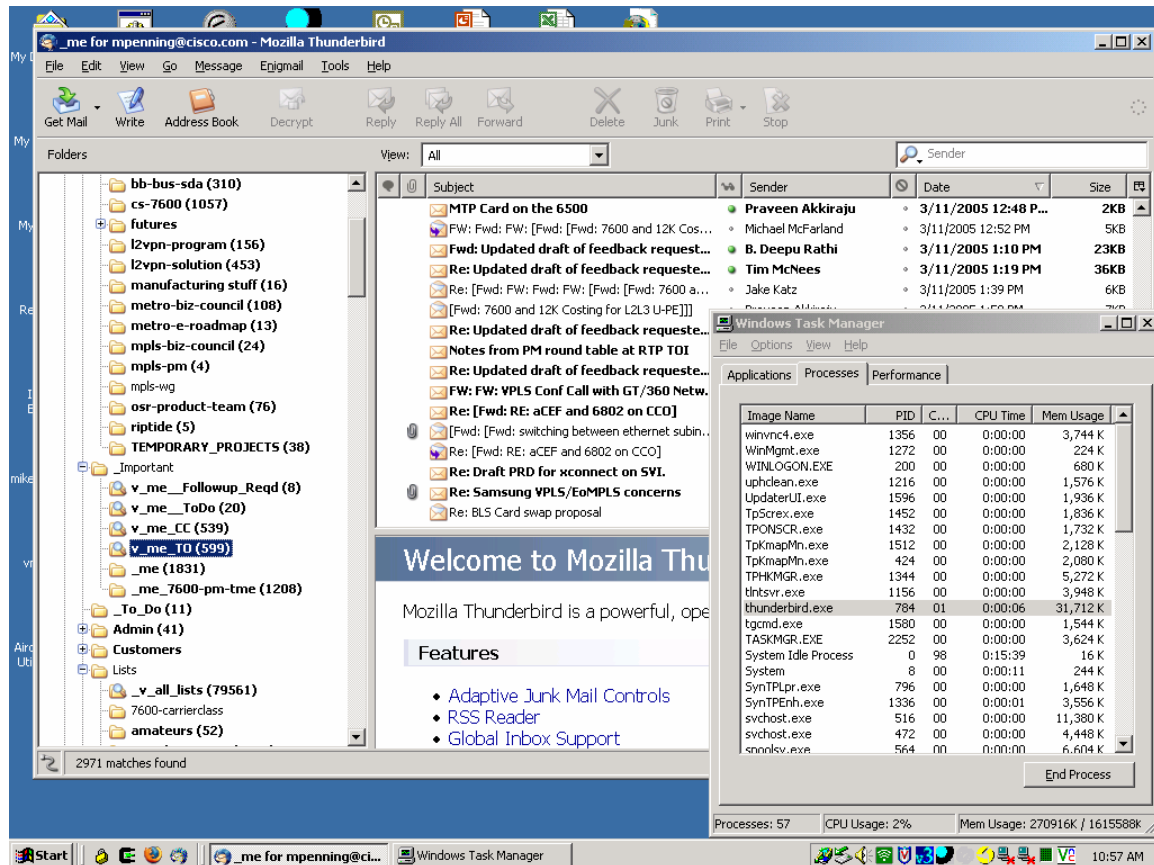 _me for mpenning@cisco.com - Mozilla Thunderbird
File Edit View Go Message Enigmail Tools Help
Get Mail Write Address Book Decrypt Reply Reply All Forward Delete Junk Print Stop
Folders
bb-bus-sda (310)
cs-7600 (1057)
futures
l2vpn-program (156)
l2vpn-solution (453)
manufacturing stuff (16)
metro-biz-council (108)
metro-e-roadmap (13)
mpls-biz-council (24)
mpls-pm (4)
mpls-wg
osr-product-team (76)
riptide (5)
TEMPORARY_PROJECTS (38)
_Important
v_me__Followup_Reqd (8)
v_me__ToDo (20)
v_me_CC (539)
v_me_TO (599)
_me (1831)
_me_7600-pm-tme (1208)
_To_Do (11)
Admin (41)
Customers
Lists
_v_all_lists (79561)
7600-carrierclass
amateurs (52)
2971 matches found
View: All Sender
Subject Sender Date Size
MTP Card on the 6500 Praveen Akkiraju 3/11/2005 12:48 P... 2KB
FW: Fwd: FW: [Fwd: [Fwd: 7600 and 12K Cos... Michael McFarland 3/11/2005 12:52 PM 5KB
Fwd: Updated draft of feedback request... B. Deepu Rathi 3/11/2005 1:10 PM 23KB
Re: Updated draft of feedback requeste... Tim McNees 3/11/2005 1:19 PM 36KB
Re: [Fwd: FW: Fwd: FW: [Fwd: [Fwd: 7600 a... Jake Katz 3/11/2005 1:39 PM 6KB
[Fwd: 7600 and 12K Costing for L2L3 U-PE]]]
Re: Updated draft of feedback requeste...
Notes from PM round table at RTP TOI
Re: Updated draft of feedback requeste...
FW: FW: VPLS Conf Call with GT/360 Netw.
Re: [Fwd: RE: aCEF and 6802 on CCO]
[Fwd: [Fwd: switching between ethernet subin..
Re: [Fwd: RE: aCEF and 6802 on CCO]
Re: Draft PRD for xconnect on SVI.
Re: Samsung VPLS/EoMPLS concerns
Re: BLS Card swap proposal
Welcome to Mozilla Thu
Mozilla Thunderbird is a powerful, ope
Features
Adaptive Junk Mail Controls
RSS Reader
Global Inbox Support
Windows Task Manager
File Options View Help
Applications Processes Performance
Image Name PID C... CPU Time Mem Usage
winvnc4.exe 1356 00 0:00:00 3,744 K
WinMgmt.exe 1272 00 0:00:00 224 K
WINLOGON.EXE 200 00 0:00:00 680 K
uphclean.exe 1216 00 0:00:00 1,576 K
UpdaterUI.exe 1596 00 0:00:00 1,936 K
TpScrex.exe 1452 00 0:00:00 1,836 K
TPONSCR.exe 1432 00 0:00:00 1,732 K
TpKmapMn.exe 1512 00 0:00:00 2,128 K
TpKmapMn.exe 424 00 0:00:00 2,080 K
TPHKMGR.exe 1344 00 0:00:00 5,272 K
tlntsvr.exe 1156 00 0:00:00 3,948 K
thunderbird.exe 784 01 0:00:06 31,712 K
tgcmd.exe 1580 00 0:00:00 1,544 K
TASKMGR.EXE 2252 00 0:00:00 3,624 K
System Idle Process 0 98 0:15:39 16 K
System 8 00 0:00:11 244 K
SynTPLpr.exe 796 00 0:00:00 1,648 K
SynTPEnh.exe 1336 00 0:00:01 3,556 K
svchost.exe 516 00 0:00:00 11,380 K
svchost.exe 472 00 0:00:00 4,448 K
spoolsv.exe 564 00 0:00:00 6,604 K
End Process
Processes: 57 CPU Usage: 2% Mem Usage: 270916K / 1615588K
Start _me for mpenning@ci... Windows Task Manager 10:57 AM